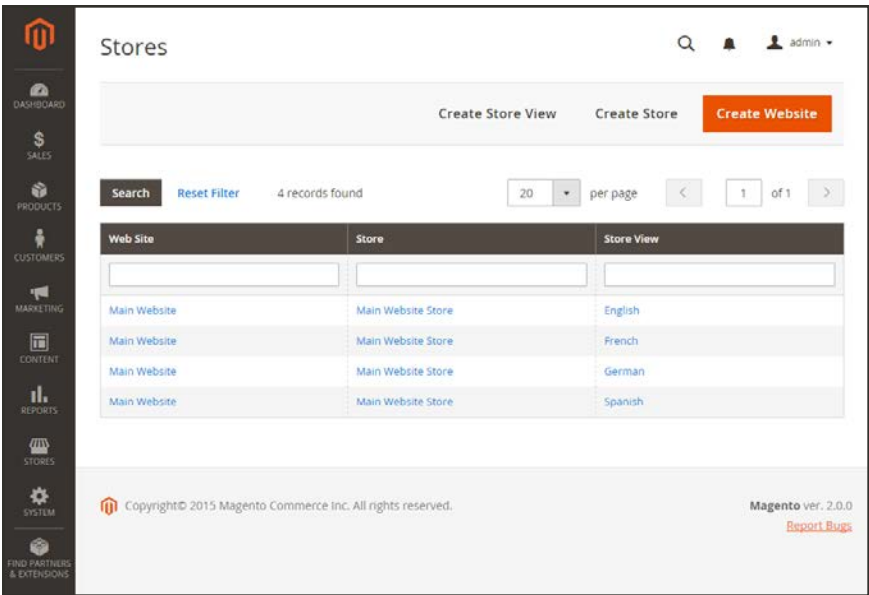 Stores
admin
DASHBOARD
SALES
PRODUCTS
CUSTOMERS
MARKETING
CONTENT
REPORTS
STORES
SYSTEM
FIND PARTNERS
& EXTENSIONS
Create Store View Create Store Create Website
Search Reset Filter 4 records found 20 per page 1 of 1
Web Site Store Store View
Main Website Main Website Store English
Main Website Main Website Store French
Main Website Main Website Store German
Main Website Main Website Store Spanish
Copyright© 2015 Magento Commerce Inc. All rights reserved. Magento ver. 2.0.0
Report Bugs